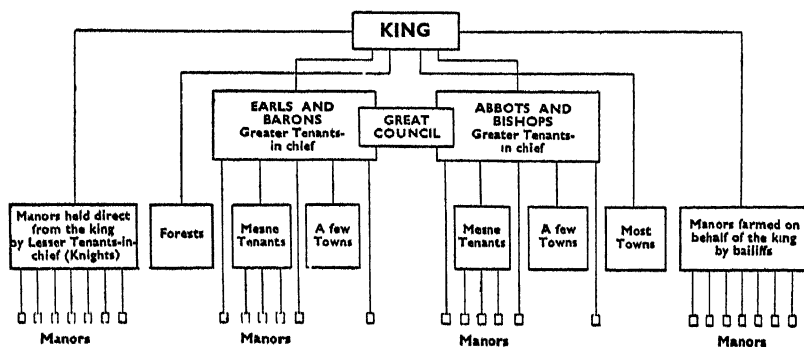 KING
EARLS AND
BARONS
Greater Tenants-
in chief
GREAT
COUNCIL
ABBOTS AND
BISHOPS
Greater Tenants-
in chief
Manors held direct
from the king
by Lesser Tenants-in-
chief (Knights)
Forests
Mesne
Tenants
A few
Towns
Mesne
Tenants
A few
Towns
Most
Towns
Manors farmed on
behalf of the king
by bailiffs
Manors
Manors
Manors
Manors